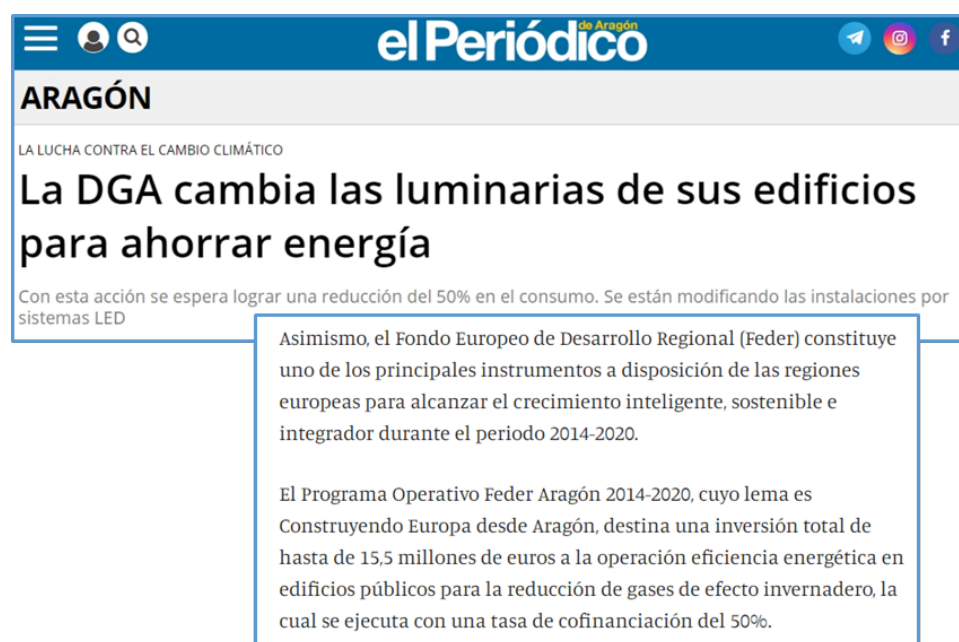 el Periódico
de Aragón
f
ARAGÓN
LA LUCHA CONTRA EL CAMBIO CLIMÁTICO
La DGA cambia las luminarias de sus edificios
para ahorrar energía
Con esta acción se espera lograr una reducción del 50% en el consumo. Se están modificando las instalaciones por
sistemas LED
Asimismo, el Fondo Europeo de Desarrollo Regional (Feder) constituye
uno de los principales instrumentos a disposición de las regiones
europeas para alcanzar el crecimiento inteligente, sostenible e
integrador durante el periodo 2014-2020.
El Programa Operativo Feder Aragón 2014-2020, cuyo lema es
Construyendo Europa desde Aragón, destina una inversión total de
hasta de 15,5 millones de euros a la operación eficiencia energética en
edificios públicos para la reducción de gases de efecto invernadero, la
cual se ejecuta con una tasa de cofinanciación del 50%.